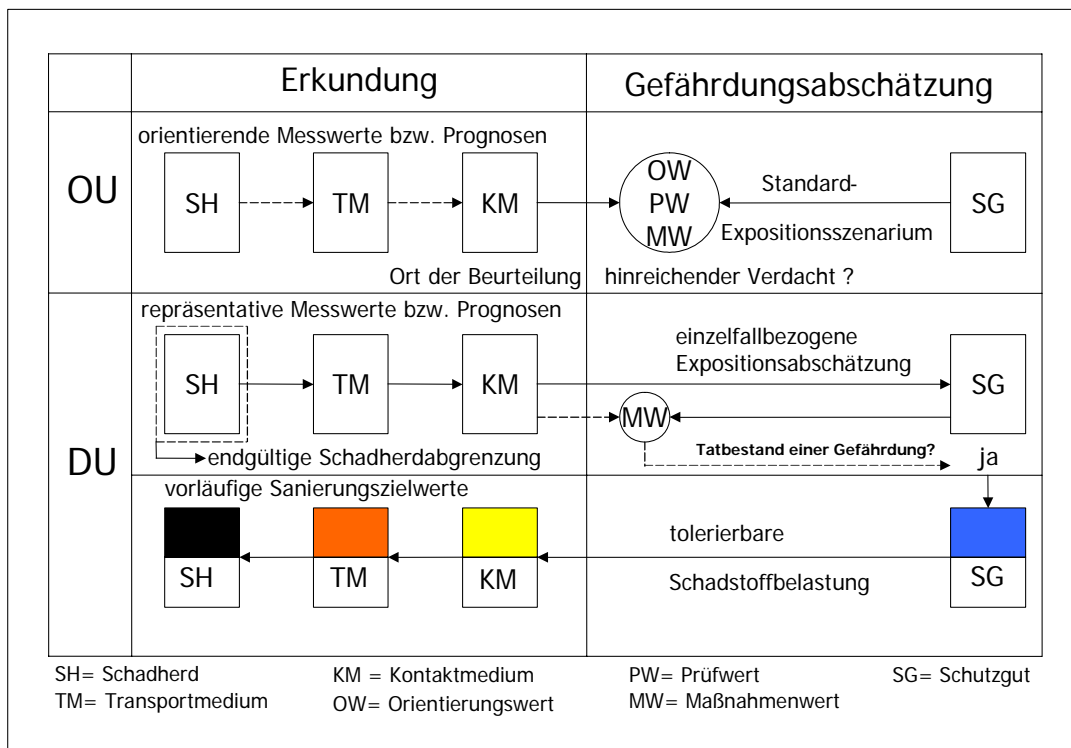 Erkundung
Gefährdungsabschätzung
OU
orientierende Messwerte bzw. Prognosen
SH
TM
KM
OW
PW
MW
Standard-
Expositionsszenarium
SG
Ort der Beurteilung
hinreichender Verdacht ?
DU
repräsentative Messwerte bzw. Prognosen
SH
TM
KM
einzelfallbezogene
Expositionsabschätzung
SG
MW
Tatbestand einer Gefährdung?
ja
endgültige Schadherdabgrenzung
vorläufige Sanierungszielwerte
SH
TM
KM
tolerierbare
Schadstoffbelastung
SG
SH= Schadherd
KM = Kontaktmedium
PW= Prüfwert
SG= Schutzgut
TM= Transportmedium
OW= Orientierungswert
MW= Maßnahmenwert